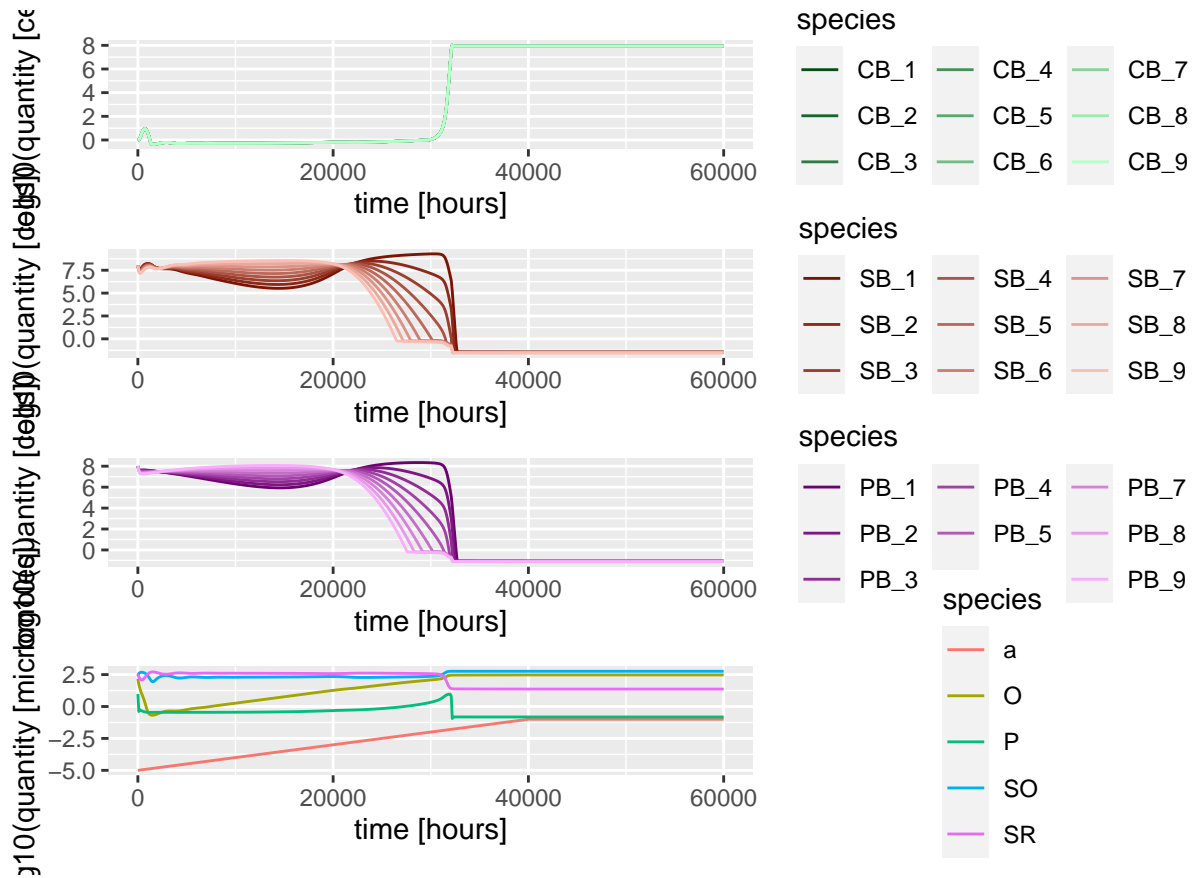 species
CB_1 CB_4 CB_7
CB_2 CB_5 CB_8
CB_3 CB_6 CB_9
8
6
4
2
0
0 20000 40000 60000
time [hours]
species
SB_1 SB_4 SB_7
SB_2 SB_5 SB_8
SB_3 SB_6 SB_9
7.5
5.0
2.5
0.0
0 20000 40000 60000
time [hours]
species
PB_1 PB_4 PB_7
PB_2 PB_5 PB_8
PB_3 PB_9
8
6
4
2
0
0 20000 40000 60000
time [hours]
species
a
O
P
SO
SR
2.5
0.0
−2.5
−5.0
0 20000 40000 60000
time [hours]